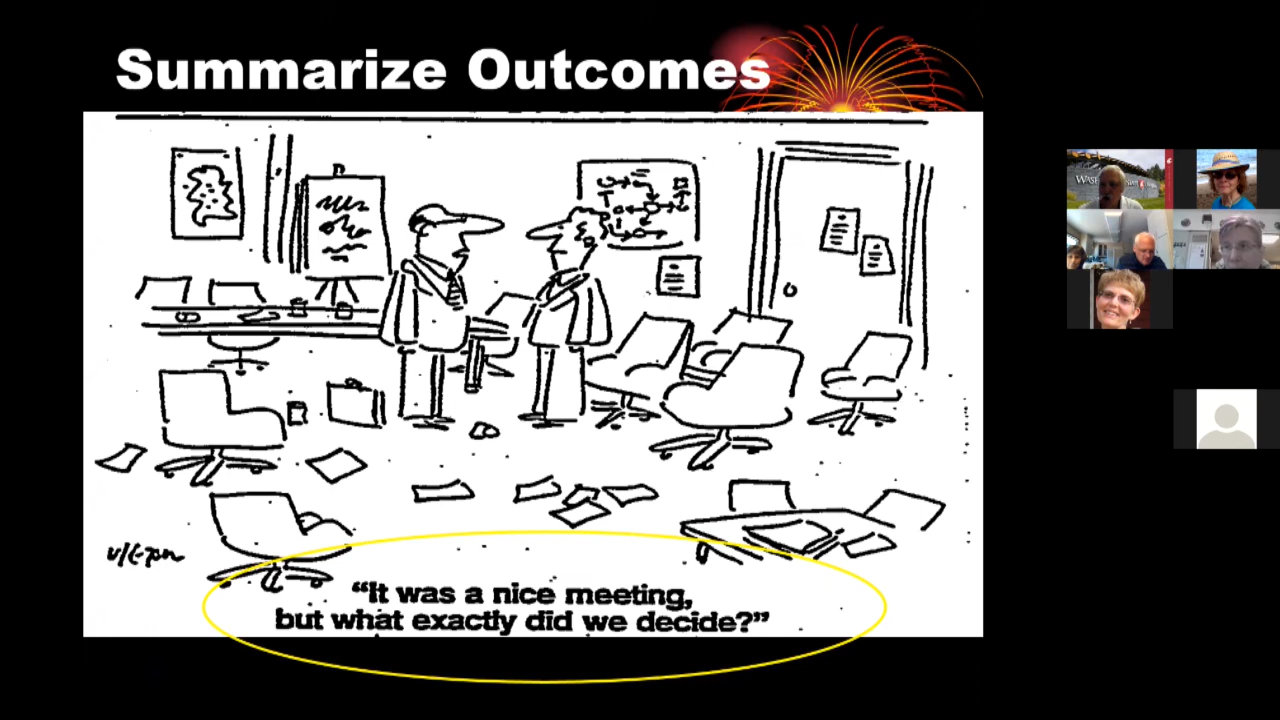 Summarize Outcomes
“It was a nice meeting,
but what exactly did we decide?”